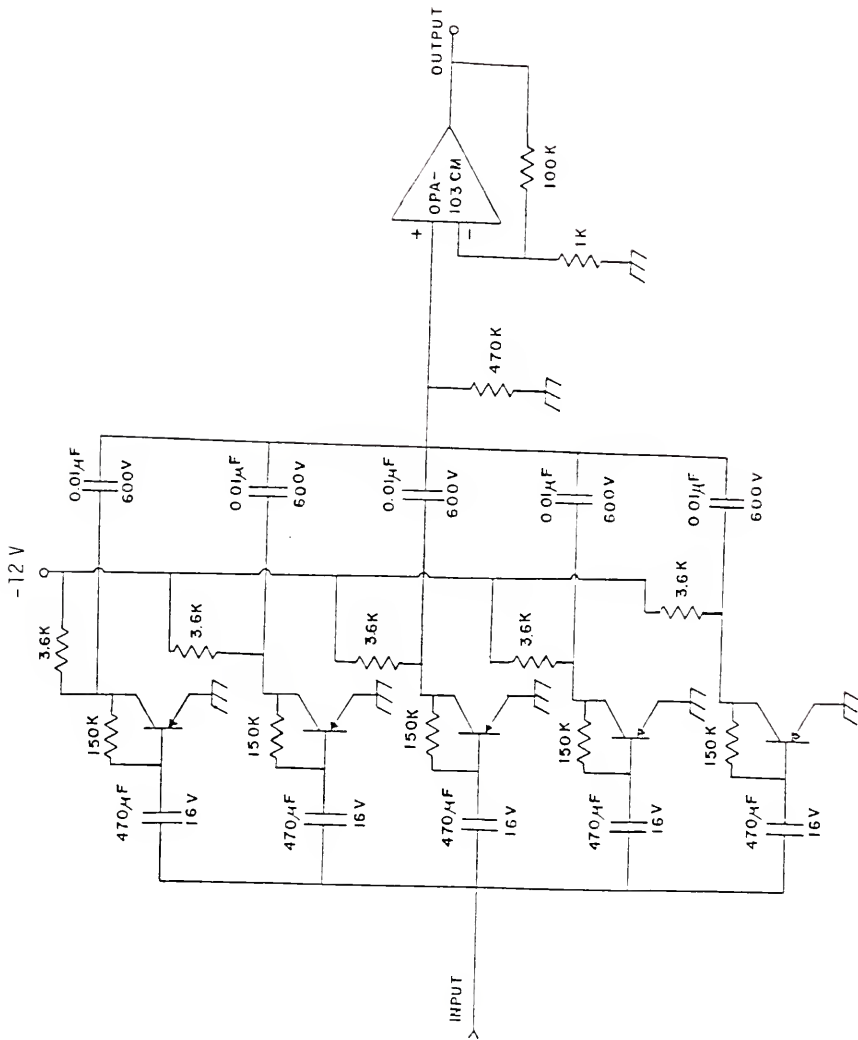 -12 V
3.6K
0.01µF
600V
150K
470µF
16V
3.6K
0.01µF
600V
150K
470µF
16V
3.6K
0.01µF
600V
150K
470µF
16V
3.6K
0.01µF
600V
150K
470µF
16V
3.6K
0.01µF
600V
150K
470µF
16V
INPUT
470K
+
-
OPA-
103CM
OUTPUT
100K
1K